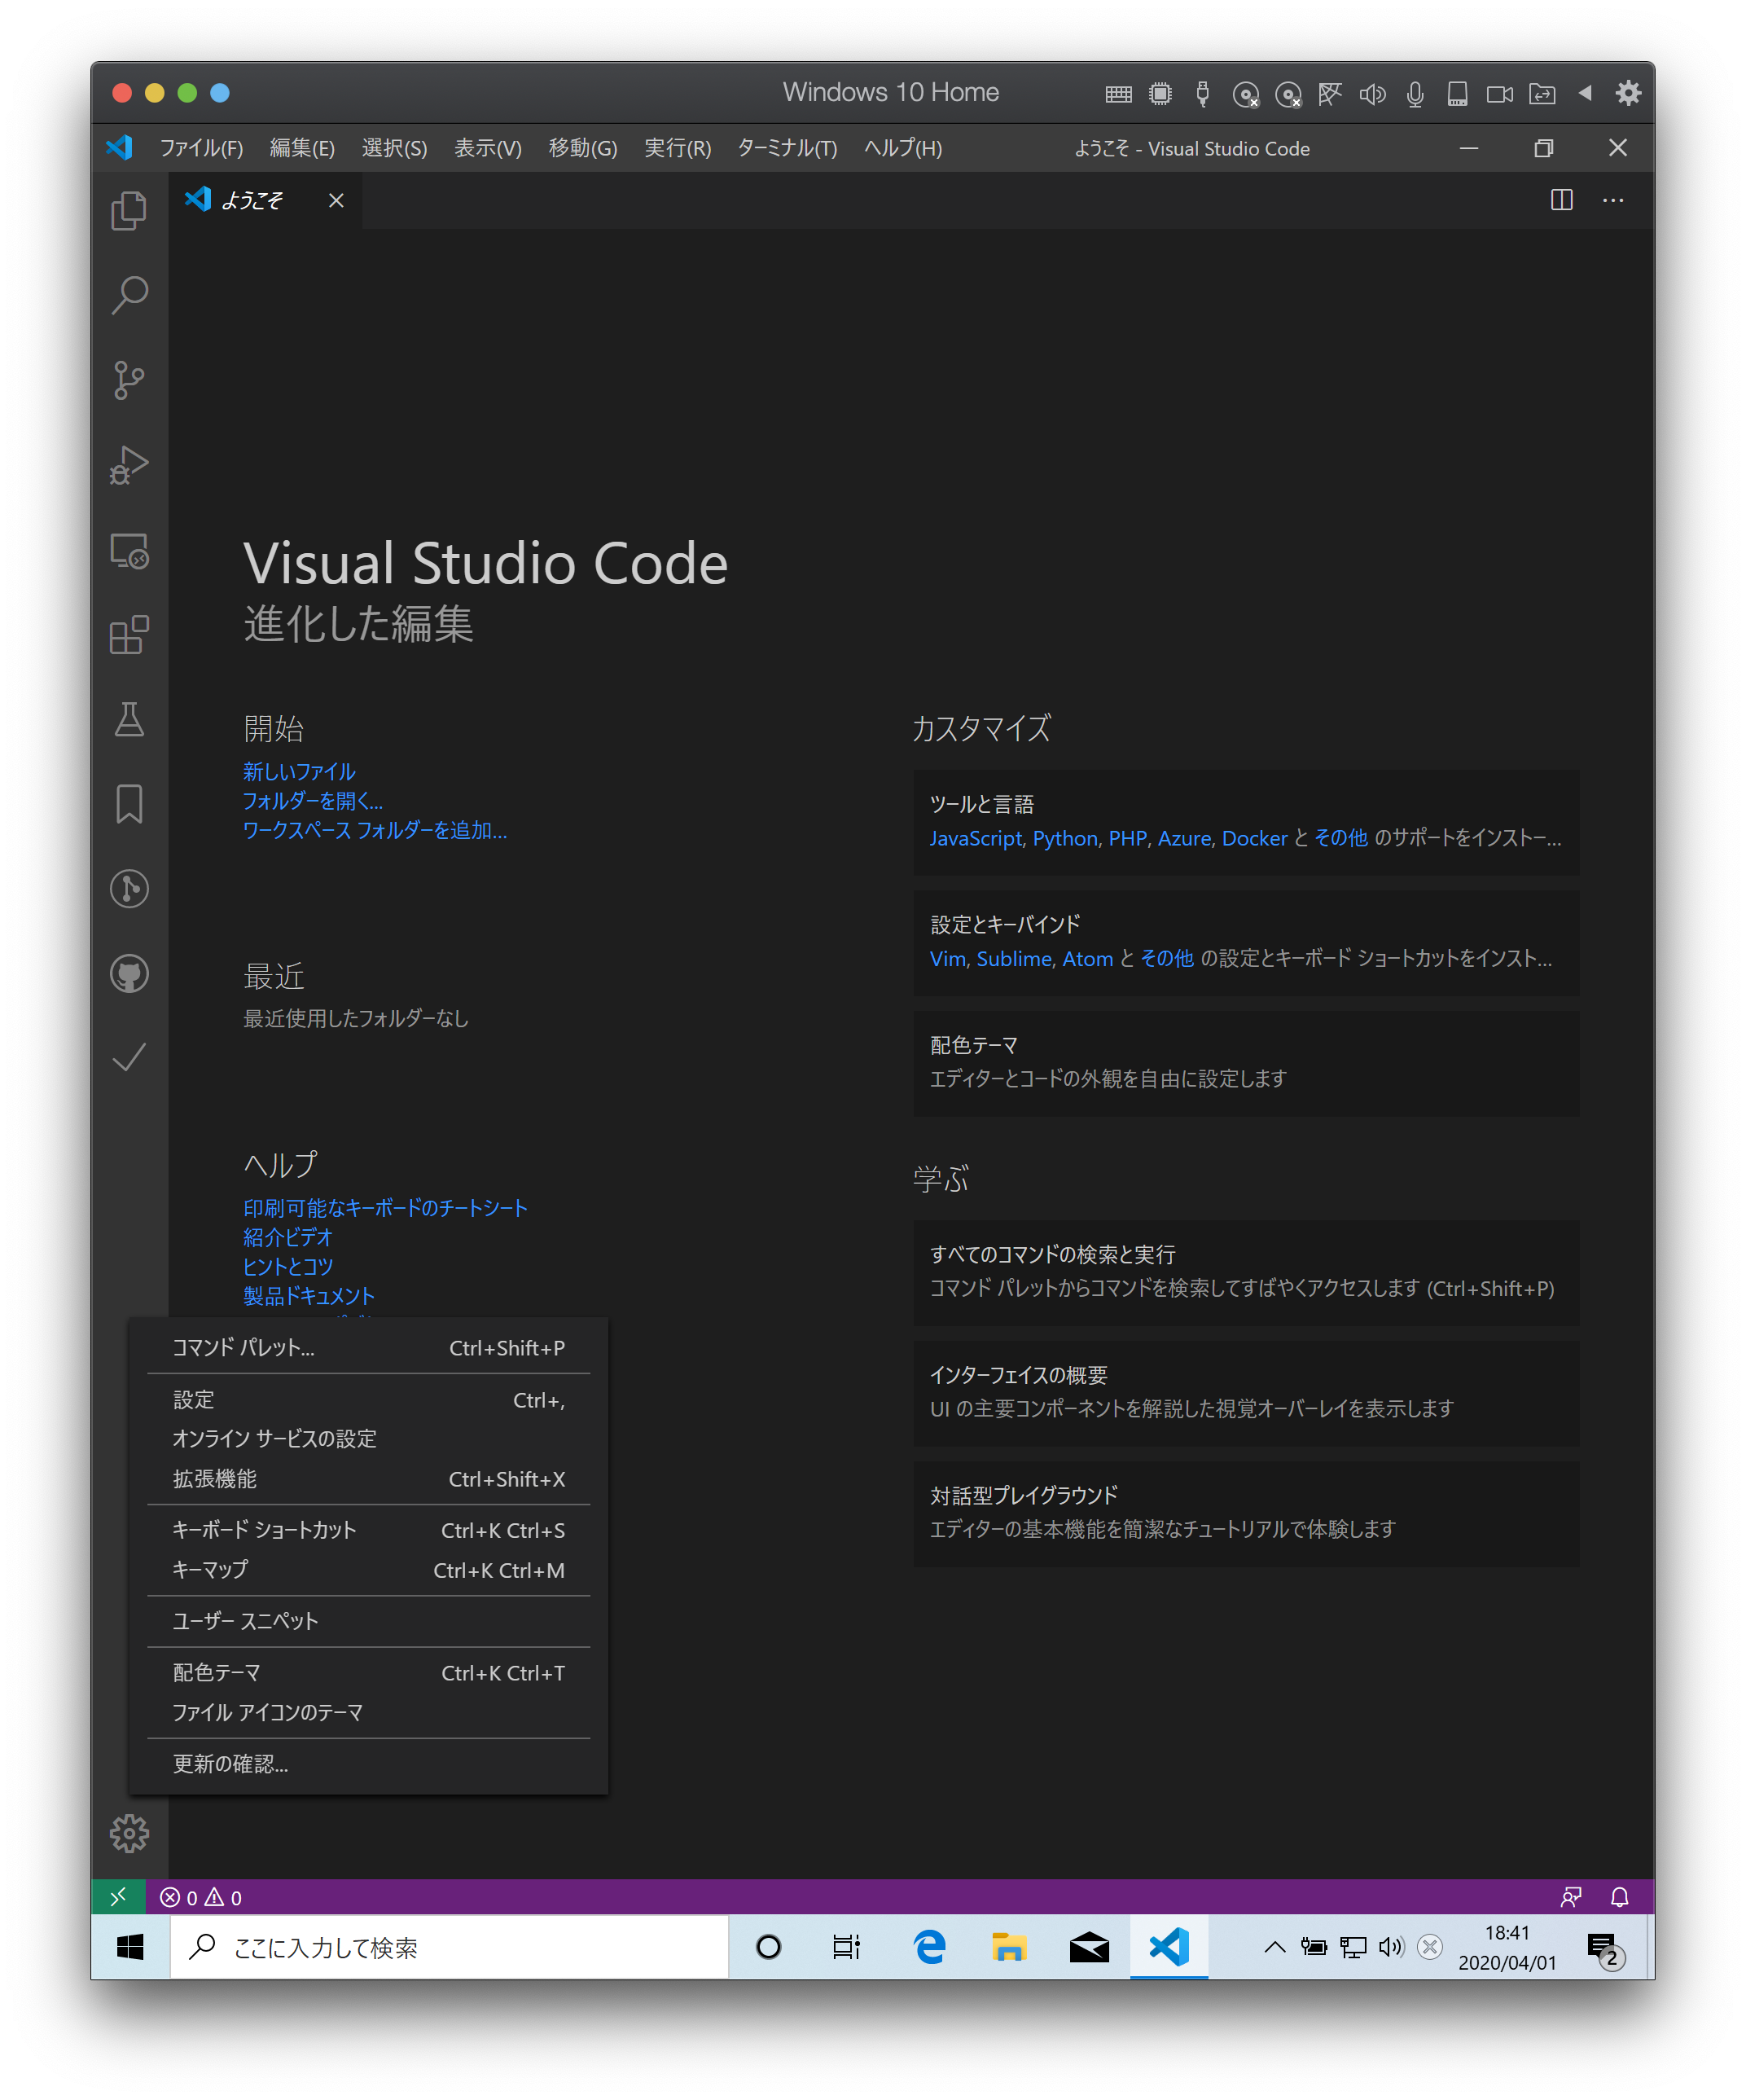 Windows 10 Home
ファイル(F) 編集(E) 選択(S) 表示(V) 移動(G) 実行(R) ターミナル(T) ヘルプ(H) ようこそ - Visual Studio Code
ようこそ
Visual Studio Code
進化した編集
開始
新しいファイル
フォルダーを開く...
ワークスペース フォルダーを追加...
最近
最近使用したフォルダーなし
ヘルプ
印刷可能なキーボードのチートシート
紹介ビデオ
ヒントとコツ
製品ドキュメント
カスタマイズ
ツールと言語
JavaScript, Python, PHP, Azure, Docker と その他 のサポートをインストー...
設定とキーバインド
Vim, Sublime, Atom と その他 の設定とキーボード ショートカットをインスト...
配色テーマ
エディターとコードの外観を自由に設定します
学ぶ
すべてのコマンドの検索と実行
コマンド パレットからコマンドを検索してすばやくアクセスします (Ctrl+Shift+P)
インターフェイスの概要
UI の主要コンポーネントを解説した視覚オーバーレイを表示します
対話型プレイグラウンド
エディターの基本機能を簡潔なチュートリアルで体験します
コマンド パレット... Ctrl+Shift+P
設定 Ctrl+,
オンライン サービスの設定
拡張機能 Ctrl+Shift+X
キーボード ショートカット Ctrl+K Ctrl+S
キーマップ Ctrl+K Ctrl+M
ユーザー スニペット
配色テーマ Ctrl+K Ctrl+T
ファイル アイコンのテーマ
更新の確認...
0 0
ここに入力して検索
18:41
2020/04/01
2